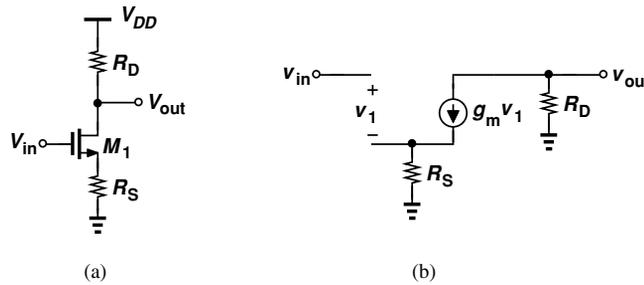 V_DD
R_D
V_out
V_in
M_1
R_S
(a)
v_in
+
v_1
−
g_m v_1
R_S
R_D
v_ou
(b)